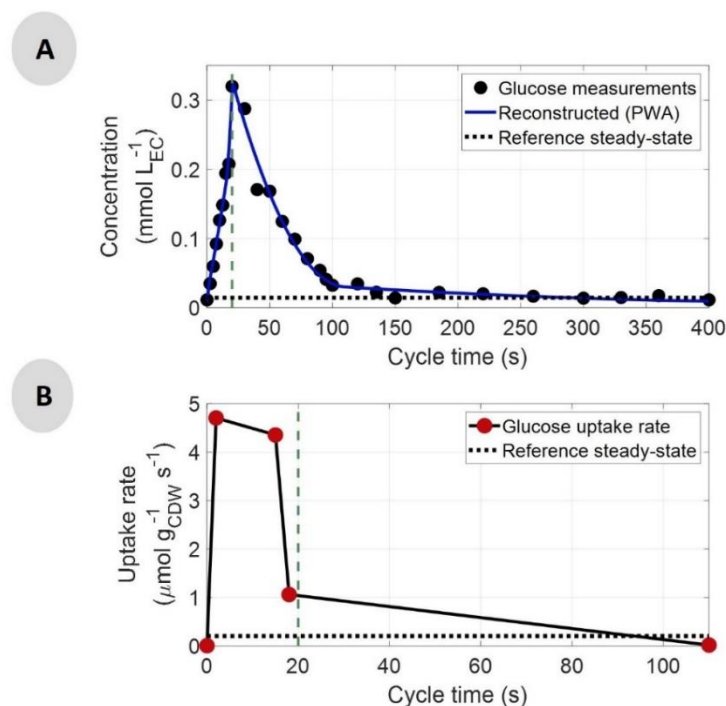 A
Concentration
(mmol L_EC^-1)
0.3
0.2
0.1
0
Glucose measurements
Reconstructed (PWA)
Reference steady-state
0 50 100 150 200 250 300 350 400
Cycle time (s)
B
Uptake rate
(μmol g_CDW^-1 s^-1)
5
4
3
2
1
0
Glucose uptake rate
Reference steady-state
0 20 40 60 80 100
Cycle time (s)